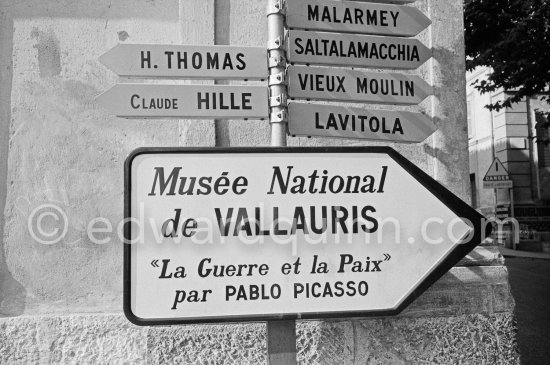 MALARMEY
SALTALAMACCHIA
H. THOMAS
VIEUX MOULIN
CLAUDE HILLE
LAVITOLA
DANGER
Musée National
de VALLAURIS
"La Guerre et la Paix"
par PABLO PICASSO
© edwardquinn.com